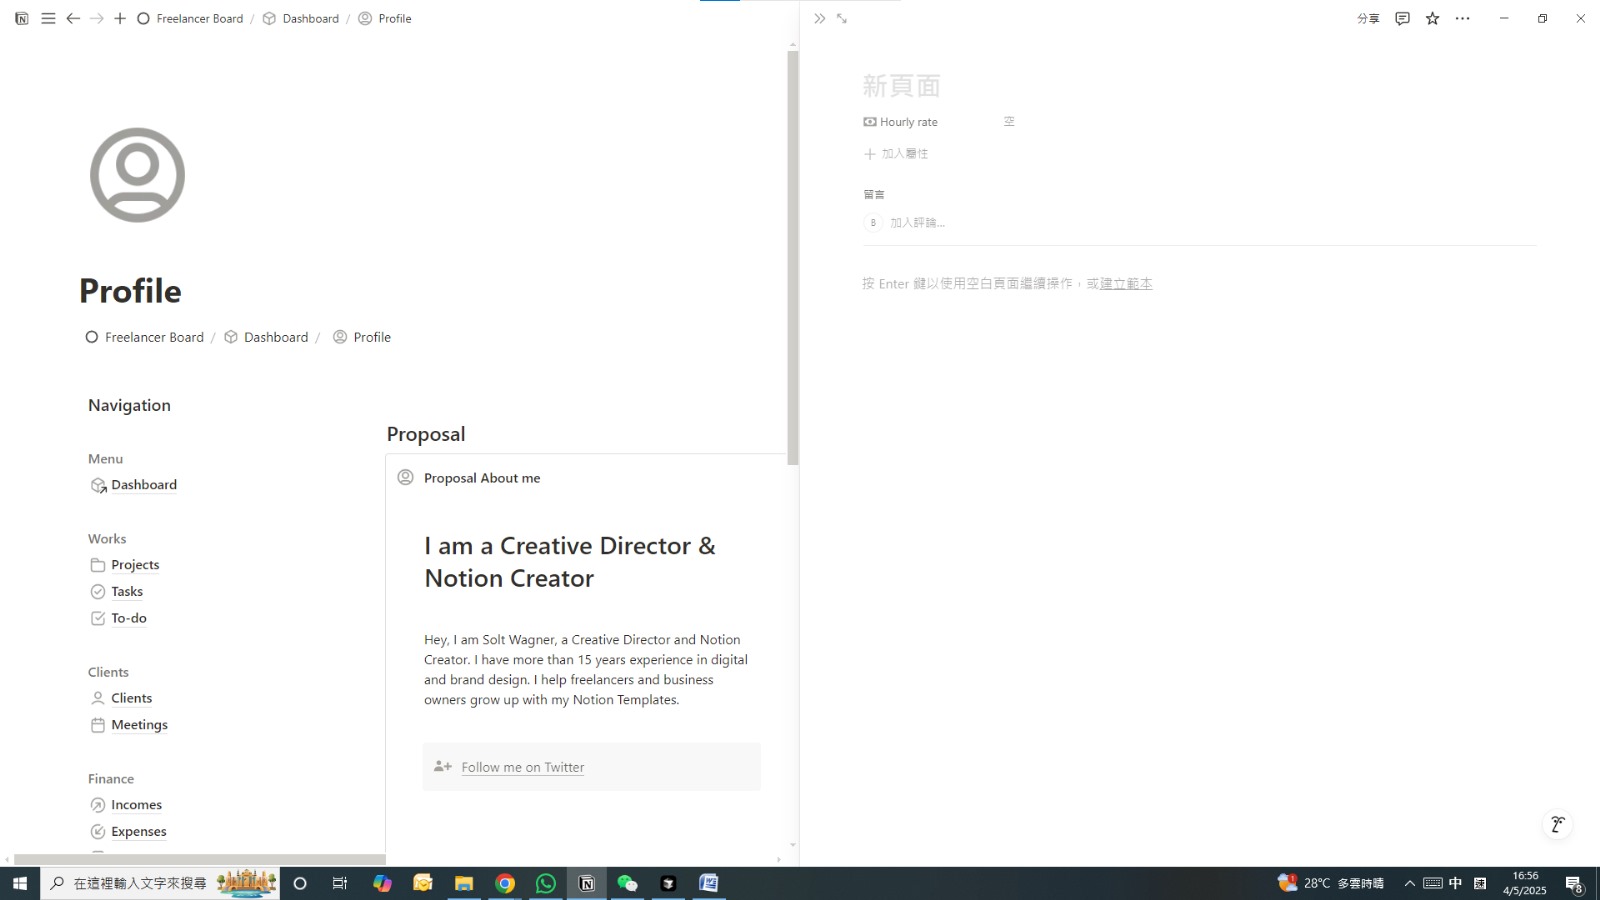 Freelancer Board / Dashboard / Profile
分享
Profile
Freelancer Board / Dashboard / Profile
Navigation
Menu
Dashboard
Works
Projects
Tasks
To-do
Clients
Clients
Meetings
Finance
Incomes
Expenses
Proposal
Proposal About me
I am a Creative Director &
Notion Creator
Hey, I am Solt Wagner, a Creative Director and Notion
Creator. I have more than 15 years experience in digital
and brand design. I help freelancers and business
owners grow up with my Notion Templates.
Follow me on Twitter
新頁面
Hourly rate 空
加入屬性
留言
B 加入評論...
按 Enter 鍵以使用空白頁面繼續操作，或建立範本
在這裡輸入文字來搜尋
1 28°C 多雲時晴
中
16:56
4/5/2025
8